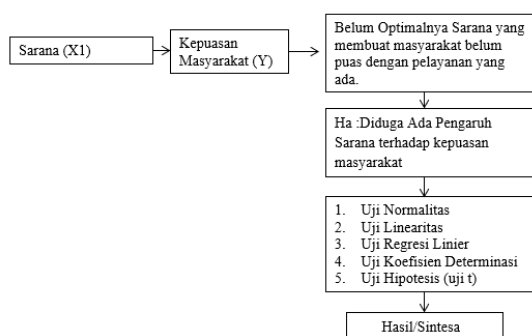 Sarana (X1)
Kepuasan
Masyarakat (Y)
Belum Optimalnya Sarana yang
membuat masyarakat belum
puas dengan pelayanan yang
ada.
Ha :Diduga Ada Pengaruh
Sarana terhadap kepuasan
masyarakat
1. Uji Normalitas
2. Uji Linearitas
3. Uji Regresi Linier
4. Uji Koefisien Determinasi
5. Uji Hipotesis (uji t)
Hasil/Sintesa